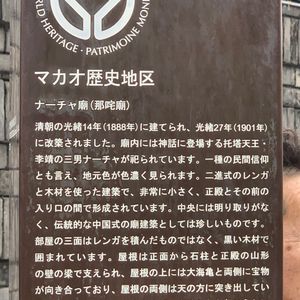 RLD HERITAGE · PATRIMOINE MOND
マカオ歴史地区
ナーチャ廟(那咤廟)
清朝の光緒14年(1888年)に建てられ、光緒27年(1901年)
に改築されました。廟内には神話に登場する托塔天王・
李靖の三男ナーチャが祀られています。一種の民間信仰
とも言え、地元色が色濃く見られます。二進式のレンガ
と木材を使った建築で、非常に小さく、正殿とその前の
入り口の間で形成されています。中央には明り取りがな
く、伝統的な中国式の廟建築としては珍しいものです。
部屋の三面はレンガを積んだものではなく、黒い木材で
囲まれています。屋根は正面から石柱と正殿の山形
の壁の梁で支えられ、屋根の上には大海亀と両側に宝物
が向き合っており、屋根の両側は天の方に突き出してい